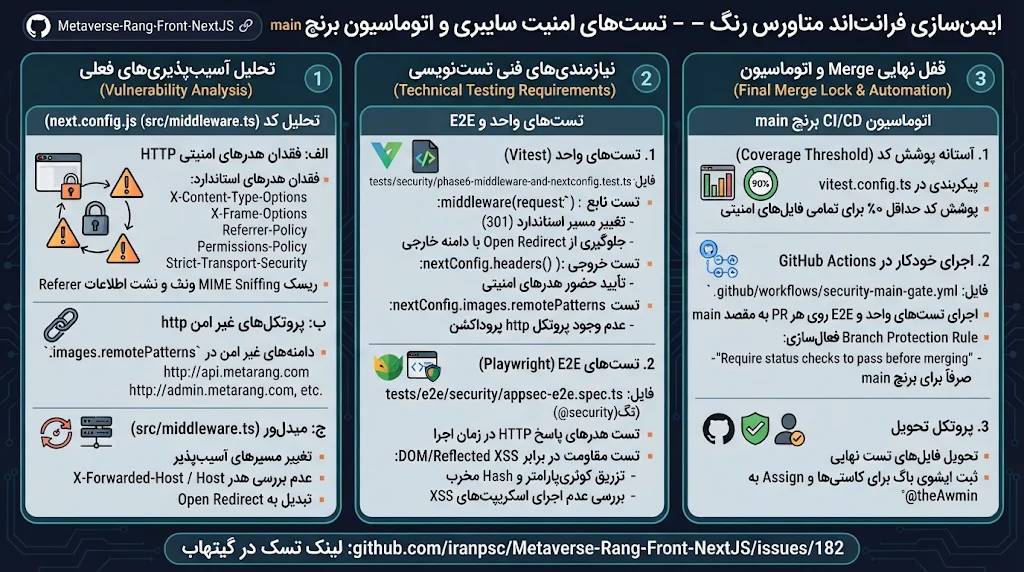 Metaverse-Rang-Front-NextJS
ایمن‌سازی فرانت‌اند متاورس رنگ – – تست‌های امنیت سایبری و اتوماسیون برنچ main
1
تحلیل آسیب‌پذیری‌های فعلی
(Vulnerability Analysis)
تحلیل کد (src/middleware.ts) next.config.js)
الف: فقدان هدرهای امنیتی HTTP
فقدان هدرهای استاندارد:
X-Content-Type-Options
X-Frame-Options
Referrer-Policy
Permissions-Policy
Strict-Transport-Security
ریسک MIME Sniffing ونث و نشت اطلاعات Referer
ب: پروتکل‌های غیر امن http
دامنه‌های غیر امن در `images.remotePatterns`:
http://api.metarang.com
http://admin.metarang.com, etc.
ج: میدل‌ور (src/middleware.ts)
تغییر مسیرهای آسیب‌پذیر
عدم بررسی هدر X-Forwarded-Host / Host
تبدیل به Open Redirect
2
نیازمندی‌های فنی تست‌نویسی
(Technical Testing Requirements)
تست‌های واحد و E2E
1. تست‌های واحد (Vitest)
فایل: tests/security/phase6-middleware-and-nextconfig.test.ts
تست تابع : (`middleware(request:
- تغییر مسیر استاندارد (301)
- جلوگیری از Open Redirect با دامنه خارجی
تست خروجی :( )nextConfig.headers:
- تأیید حضور هدرهای امنیتی
تست nextConfig.images.remotePatterns:
- عدم وجود پروتکل http پروداکشن
2. تست‌های E2E (Playwright)
فایل: tests/e2e/security/appsec-e2e.spec.ts
(تگ@security)
تست هدرهای پاسخ HTTP در زمان اجرا
تست مقاومت در برابر DOM/Reflected XSS:
- تزریق کوئری‌پارامتر و Hash مخرب
- بررسی عدم اجرای اسکریپت‌های XSS
3
قفل نهایی Merge و اتوماسیون
(Final Merge Lock & Automation)
اتوماسیون CI/CD برنچ main
1. آستانه پوشش کد (Coverage Threshold)
90%
پیکربندی در vitest.config.ts
پوشش کد حداقل ۰٪ برای تمامی فایل‌های امنیتی
2. اجرای خودکار در GitHub Actions
فایل: github/workflows/security-main-gate.yml.`
اجرای تست‌های واحد و E2E روی هر PR به مقصد main
فعال‌سازی Branch Protection Rule:
- "Require status checks to pass before merging"-
صرفاً برای برنچ main
3. پروتکل تحویل
تحویل فایل‌های تست نهایی
ثبت ایشوی باگ برای کاستی‌ها و Assign به
@theAwmin`
لینک تسک در گیتهاب :github.com/iranpsc/Metaverse-Rang-Front-NextJS/issues/182